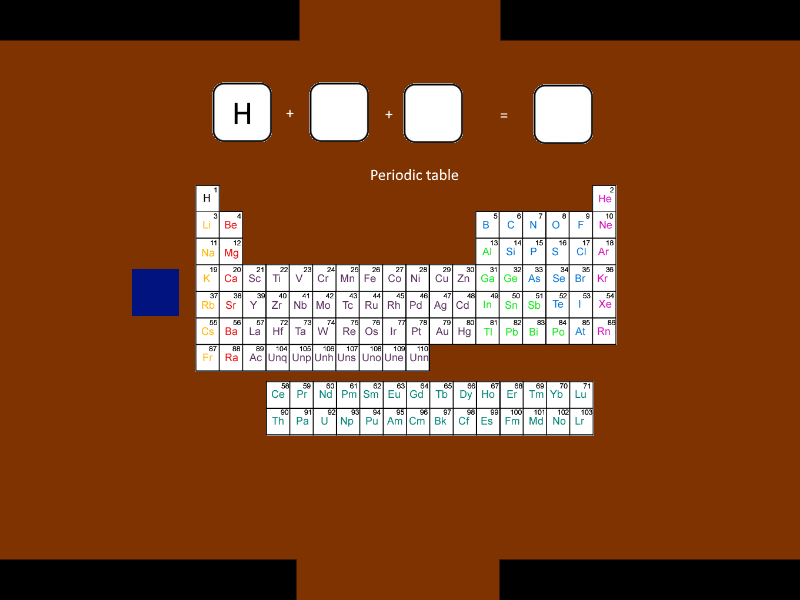 H + + =
Periodic table
1 2
H He
3 4 5 6 7 8 9 10
Li Be B C N O F Ne
11 12 13 14 15 16 17 18
Na Mg Al Si P S Cl Ar
19 20 21 22 23 24 25 26 27 28 29 30 31 32 33 34 35 36
K Ca Sc Ti V Cr Mn Fe Co Ni Cu Zn Ga Ge As Se Br Kr
37 38 39 40 41 42 43 44 45 46 47 48 49 50 51 52 53 54
Rb Sr Y Zr Nb Mo Tc Ru Rh Pd Ag Cd In Sn Sb Te I Xe
55 56 57 72 73 74 75 76 77 78 79 80 81 82 83 84 85 86
Cs Ba La Hf Ta W Re Os Ir Pt Au Hg Tl Pb Bi Po At Rn
87 88 89 104 105 106 107 108 109 110
Fr Ra Ac Unq Unp Unh Uns Uno Une Unn
58 59 60 61 62 63 64 65 66 67 68 69 70 71
Ce Pr Nd Pm Sm Eu Gd Tb Dy Ho Er Tm Yb Lu
90 91 92 93 94 95 96 97 98 99 100 101 102 103
Th Pa U Np Pu Am Cm Bk Cf Es Fm Md No Lr